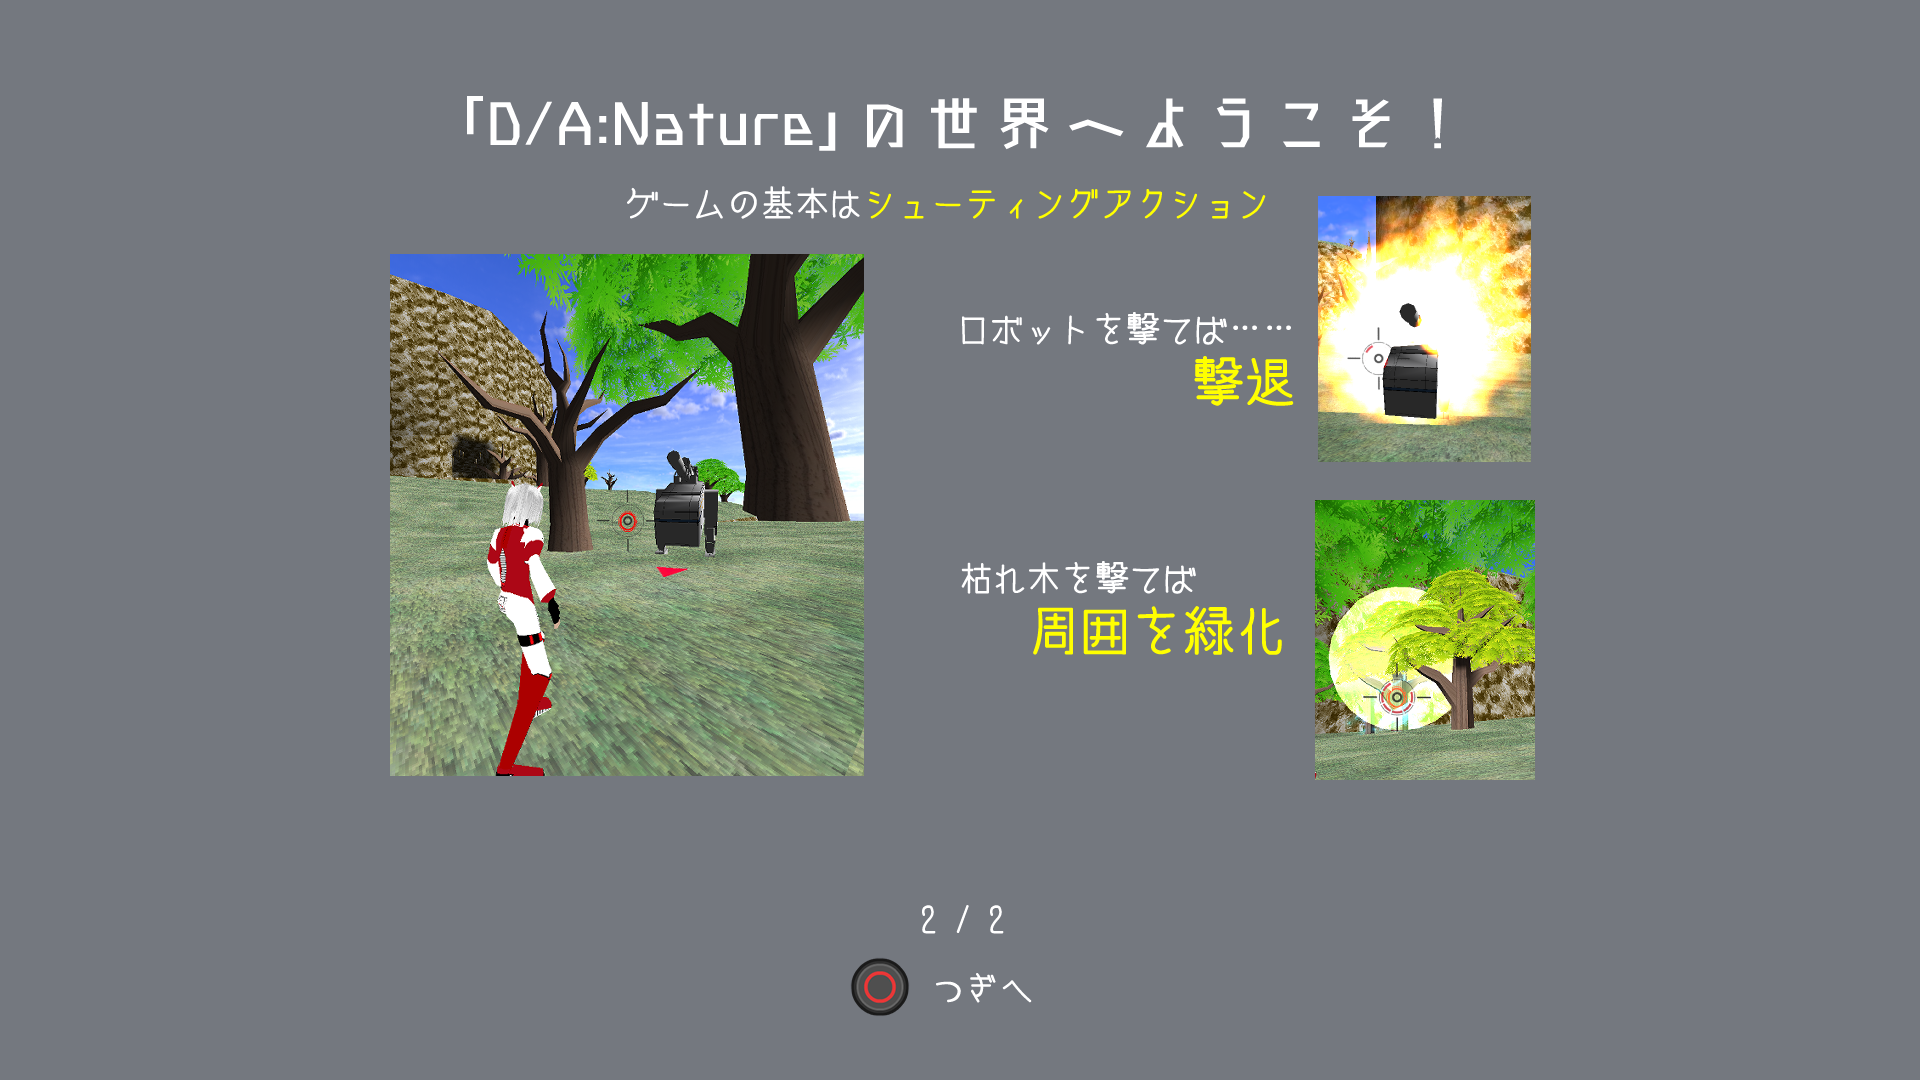 「D/A:Nature」の世界へようこそ！
ゲームの基本はシューティングアクション
ロボットを撃てば……
撃退
枯れ木を撃てば
周囲を緑化
2 / 2
つぎへ